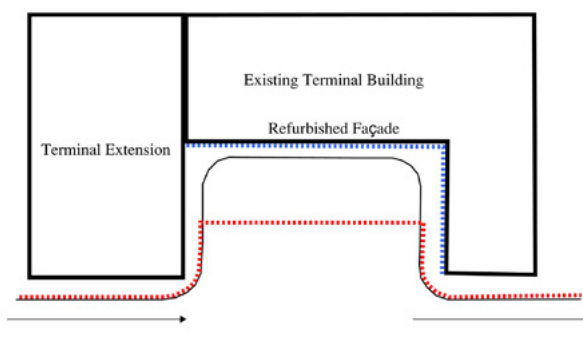 Existing Terminal Building
Refurbished Façade
Terminal Extension